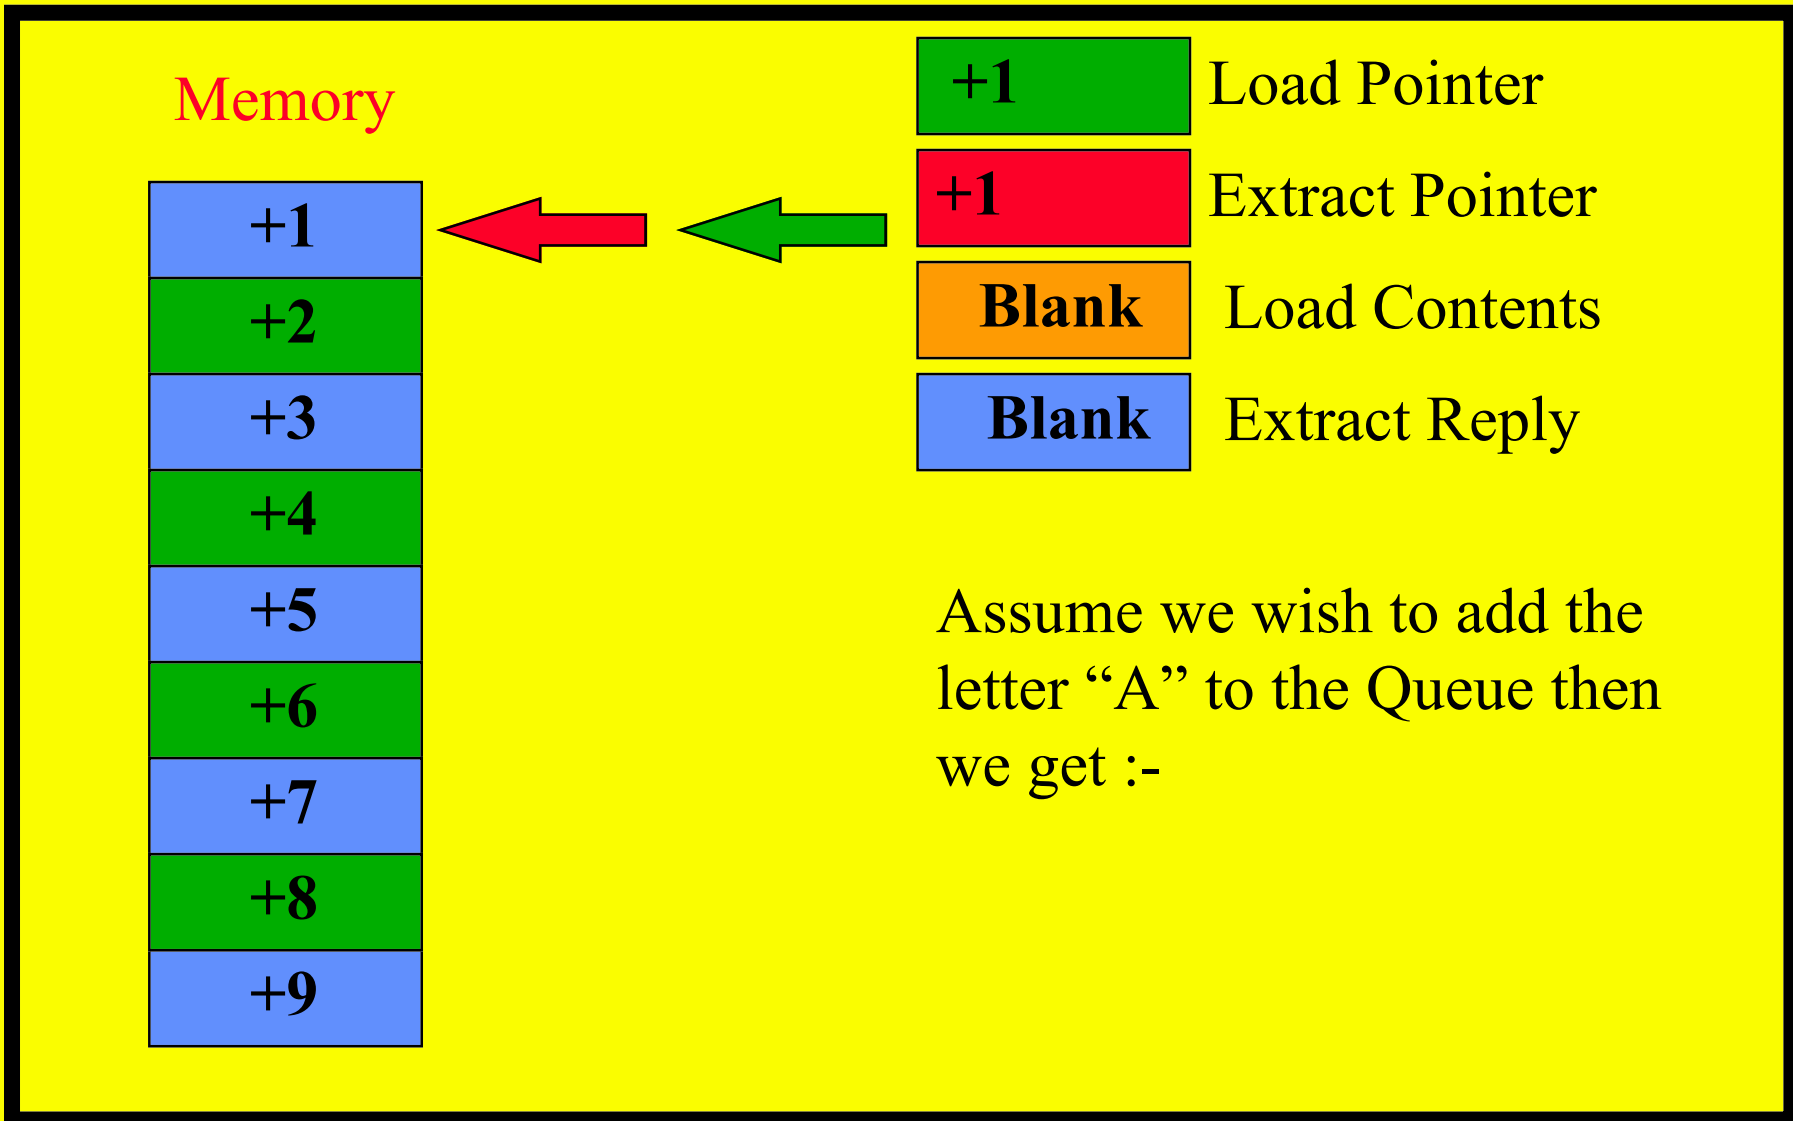 Memory
+1
+2
+3
+4
+5
+6
+7
+8
+9
+1 Load Pointer
+1 Extract Pointer
Blank Load Contents
Blank Extract Reply
Assume we wish to add the
letter “A” to the Queue then
we get :-